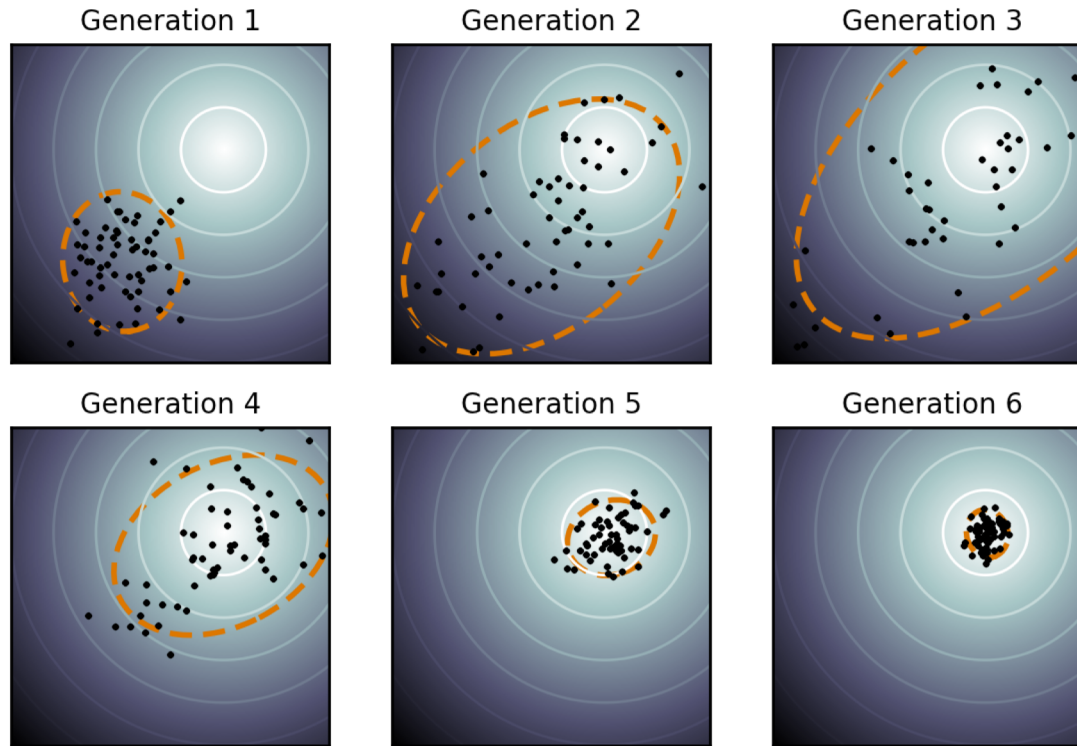 Generation 1
Generation 2
Generation 3
Generation 4
Generation 5
Generation 6